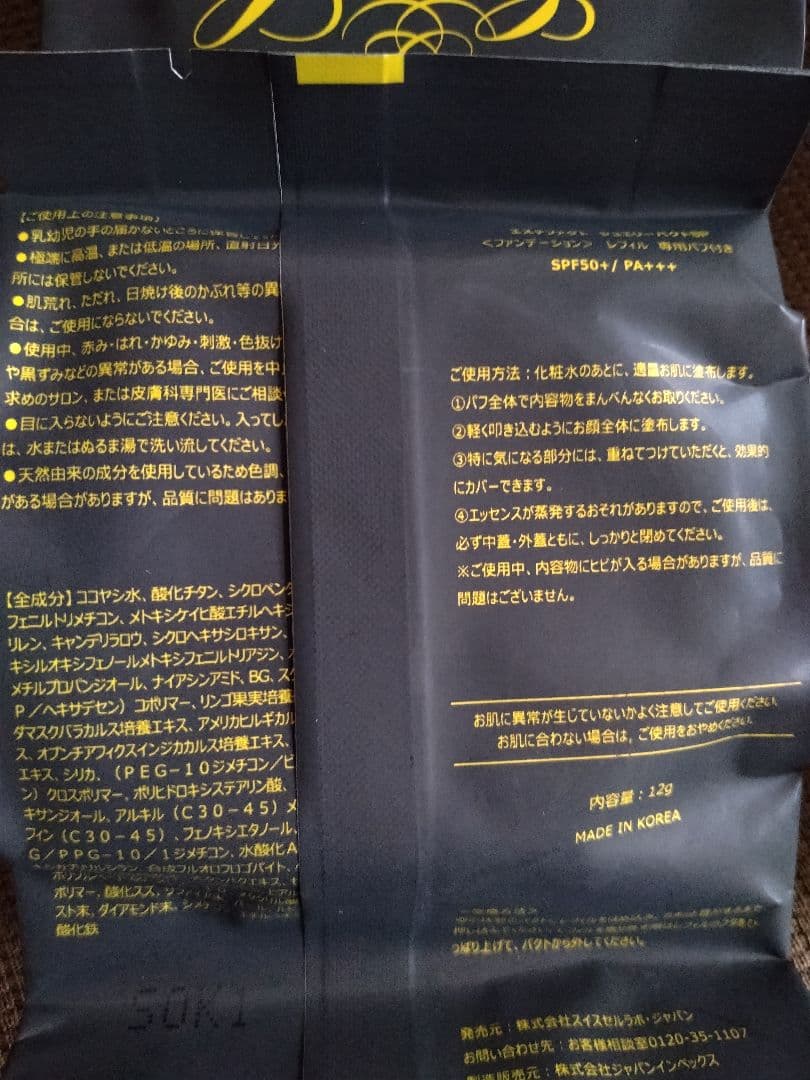 【ご使用上の注意事項】
●乳幼児の手の届かないところに保管し
●極端に高温、または低温の場所、直射日光
所には保管しないでください。
●肌荒れ、ただれ、日焼け後のかぶれ等の異
合は、ご使用にならないでください。
●使用中、赤み・はれ・かゆみ・刺激・色抜け
や黒ずみなどの異常がある場合、ご使用を中
求めのサロン、または皮膚科専門医にご相談
●目に入らないようにご注意ください。入ってし
は、水またはぬるま湯で洗い流してください。
●天然由来の成分を使用しているため色調、
がある場合がありますが、品質に問題はありま
【全成分】ココヤシ水、酸化チタン、シクロペンタ
フェニルトリメチコン、メトキシケイヒ酸エチルヘキシ
リレン、キャンデリラロウ、シクロヘキサシロキサン、
キシルオキシフェノールメトキシフェニルトリアジン、
メチルプロパンジオール、ナイアシンアミド、BG、スク
P／ヘキサデセン）コポリマー、リンゴ果実培養
ダマスクバラカルス培養エキス、アメリカヒルギカル
ス、オプンチアフィクスインジカカルス培養エキス、
エキス、シリカ、（PEG－10ジメチコン／ビ
ン）クロスポリマー、ポリヒドロキシステアリン酸、
キサンジオール、アルキル（C30－45）メ
フィン（C30－45）、フェノキシエタノール、
G／PPG－10／1ジメチコン、水酸化A
合成フルオロフロゴパイト、
ポリマー、酸化スズ、
スト末、ダイアモンド末、シメチ
酸化鉄
50K1
＜ファンデーション＞ レフィル 専用パフ付き
SPF50+/ PA+++
ご使用方法：化粧水のあとに、適量お肌に塗布します。
①パフ全体で内容物をまんべんなくお取りください。
②軽く叩き込むようにお顔全体に塗布します。
③特に気になる部分には、重ねてつけていただくと、効果的
にカバーできます。
④エッセンスが蒸発するおそれがありますので、ご使用後は、
必ず中蓋・外蓋ともに、しっかりと閉めてください。
※ご使用中、内容物にヒビが入る場合がありますが、品質に
問題はございません。
お肌に異常が生じていないかよく注意してご使用ください。
お肌に合わない場合は、ご使用をおやめください。
内容量：12g
MADE IN KOREA
っぱり上げて、パクトから外してください。
発売元：株式会社スイスセルラボ・ジャパン
お問い合わせ先：お客様相談室0120-35-1107
製造販売元：株式会社ジャパンインペックス